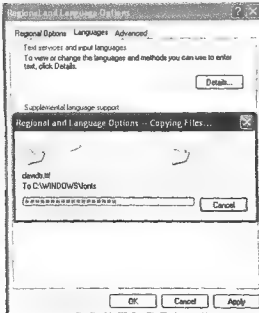 Regional and Language Options
Regional Options Languages Advanced
Text services and input languages
To view or change the languages and methods you can use to enter
text, click Details.
Details...
Supplemental language support
Regional and Language Options -- Copying Files...
To C:\WINDOWS\fonts
Cancel
OK Cancel Apply